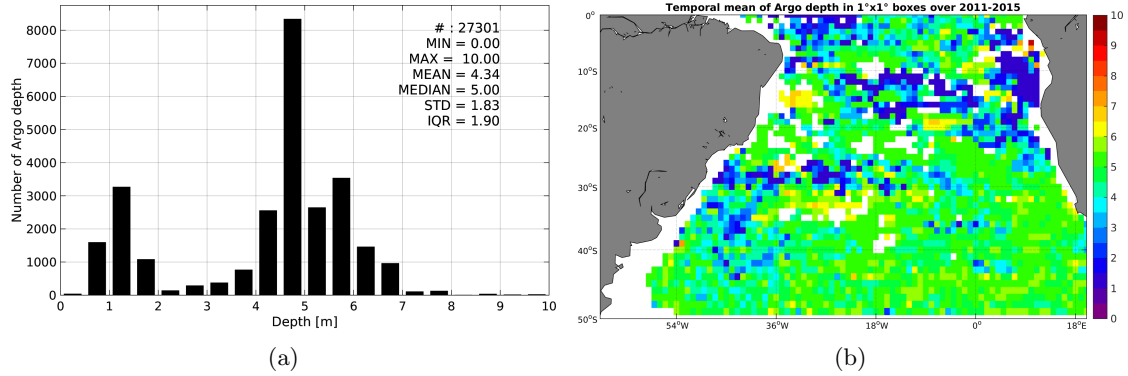 # : 27301
MIN = 0.00
MAX = 10.00
MEAN = 4.34
MEDIAN = 5.00
STD = 1.83
IQR = 1.90
Number of Argo depth
8000
7000
6000
5000
4000
3000
2000
1000
0
0 1 2 3 4 5 6 7 8 9 10
Depth [m]
(a)
Temporal mean of Argo depth in 1°x1° boxes over 2011-2015
0°
10°S
20°S
30°S
40°S
50°S
54°W 36°W 18°W 0° 18°E
10
9
8
7
6
5
4
3
2
1
0
(b)